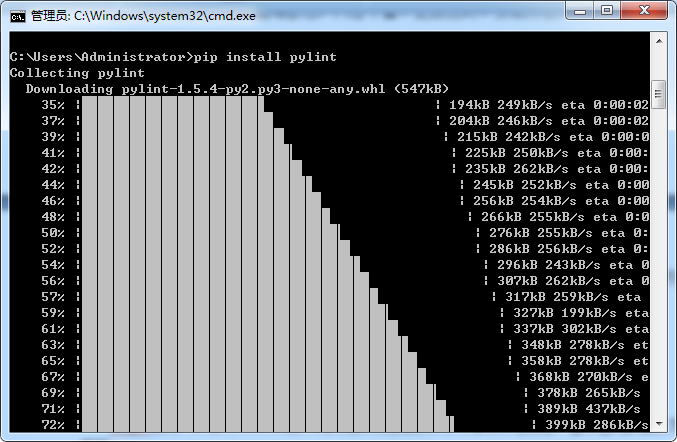 管理员: C:\Windows\system32\cmd.exe
C:\Users\Administrator>pip install pylint
Collecting pylint
Downloading pylint-1.5.4-py2.py3-none-any.whl (547kB)
35% | | 194kB 249kB/s eta 0:00:02
37% | | 204kB 246kB/s eta 0:00:02
39% | | 215kB 242kB/s eta 0:00:0
41% | | 225kB 250kB/s eta 0:00:
42% | | 235kB 262kB/s eta 0:00:
44% | | 245kB 252kB/s eta 0:00
46% | | 256kB 254kB/s eta 0:00
48% | | 266kB 255kB/s eta 0:0
50% | | 276kB 255kB/s eta 0:
52% | | 286kB 256kB/s eta 0:
54% | | 296kB 243kB/s eta 0
56% | | 307kB 262kB/s eta 0
57% | | 317kB 259kB/s eta
59% | | 327kB 199kB/s eta
61% | | 337kB 302kB/s eta
63% | | 348kB 278kB/s et
65% | | 358kB 278kB/s et
67% | | 368kB 270kB/s e
69% | | 378kB 265kB/s
71% | | 389kB 437kB/s
72% | | 399kB 286kB/s